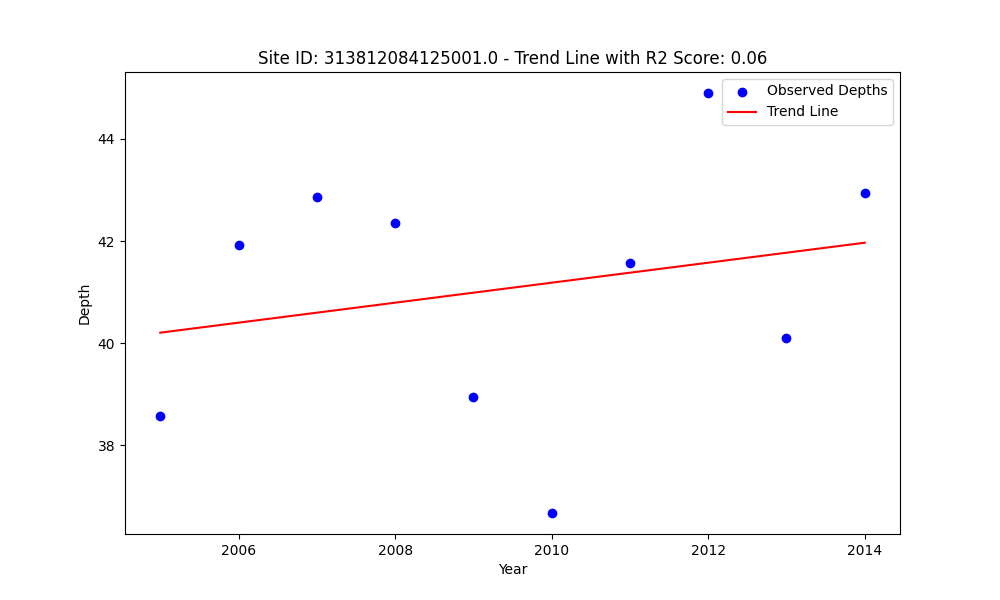 Site ID: 313812084125001.0 - Trend Line with R2 Score: 0.06
Observed Depths
Trend Line
44
42
40
38
Depth
2006
2008
2010
2012
2014
Year